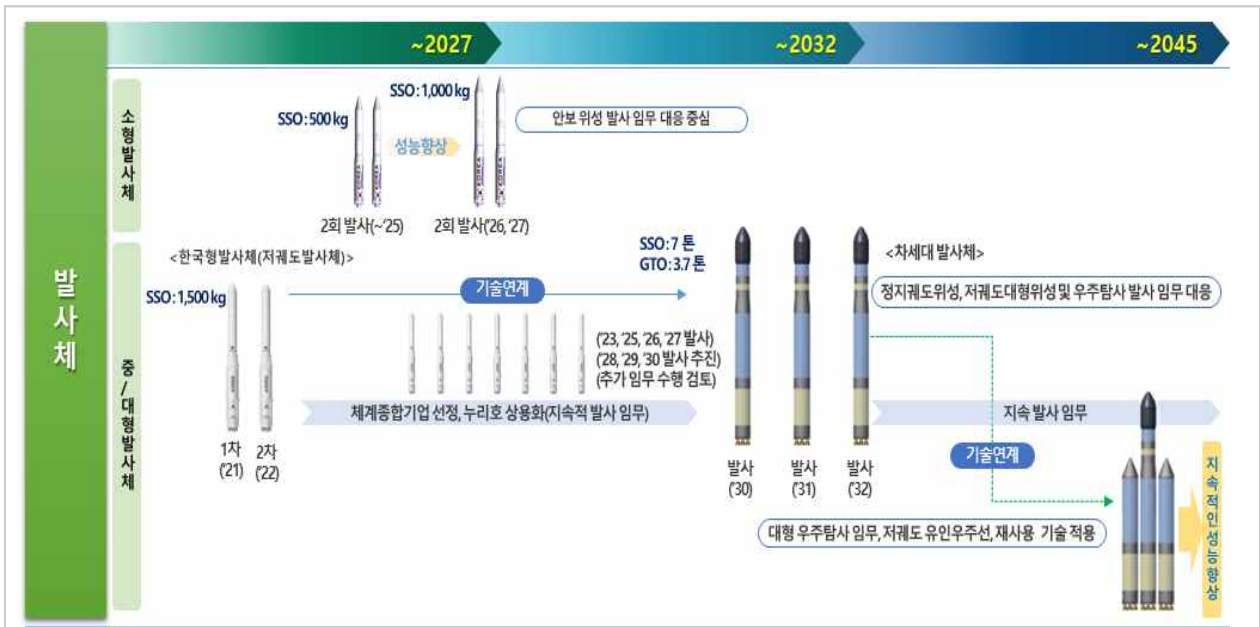 ~2027
~2032
~2045
발사체
소형발사체
SSO : 500 kg
성능향상
SSO : 1,000 kg
안보 위성 발사 임무 대응 중심
2회 발사(~'25)
2회 발사('26, '27)
중/대형발사체
<한국형발사체(저궤도발사체)>
SSO : 1,500 kg
1차
('21)
2차
('22)
기술연계
('23, '25, '26, '27 발사)
('28, '29, '30 발사 추진)
(추가 임무 수행 검토)
체계종합기업 선정, 누리호 상용화(지속적 발사 임무)
SSO : 7 톤
GTO : 3.7 톤
발사
('30)
발사
('31)
발사
('32)
<차세대 발사체>
정지궤도위성, 저궤도대형위성 및 우주탐사 발사 임무 대응
지속 발사 임무
기술연계
대형 우주탐사 임무, 저궤도 유인우주선, 재사용 기술 적용
지속적인성능향상